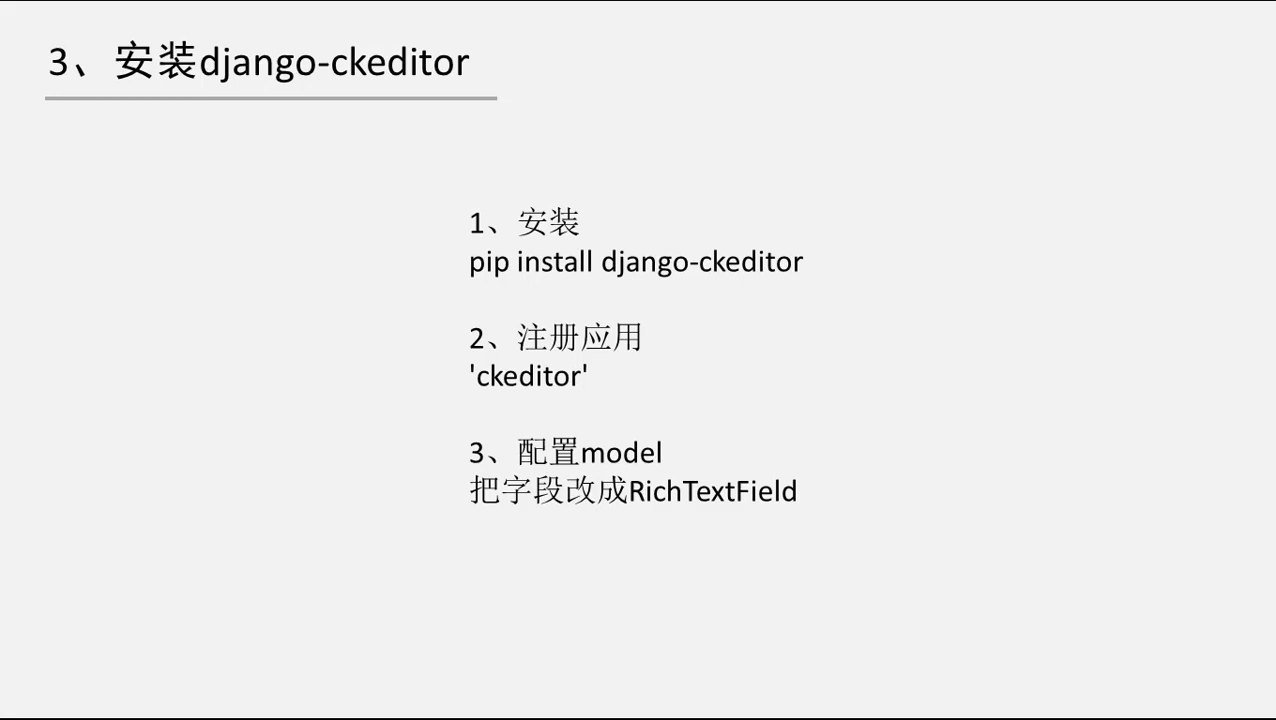 3、安装django-ckeditor
1、安装
pip install django-ckeditor
2、注册应用
'ckeditor'
3、配置model
把字段改成RichTextField